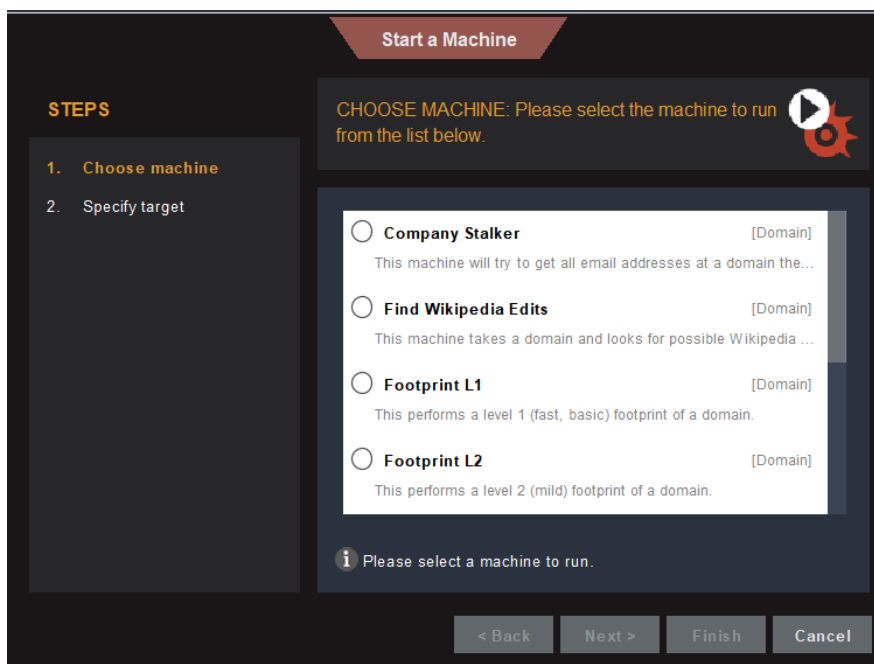 Start a Machine
STEPS
1. Choose machine
2. Specify target
CHOOSE MACHINE: Please select the machine to run
from the list below.
Company Stalker [Domain]
This machine will try to get all email addresses at a domain the...
Find Wikipedia Edits [Domain]
This machine takes a domain and looks for possible Wikipedia ...
Footprint L1 [Domain]
This performs a level 1 (fast, basic) footprint of a domain.
Footprint L2 [Domain]
This performs a level 2 (mild) footprint of a domain.
i Please select a machine to run.
< Back Next > Finish Cancel